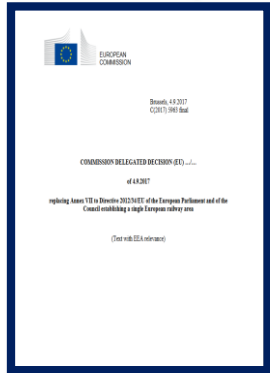 EUROPEAN
COMMISSION
Brussels, 4.9.2017
C(2017) 5963 final
COMMISSION DELEGATED DECISION (EU) .../...
of 4.9.2017
replacing Annex VII to Directive 2012/34/EU of the European Parliament and of the
Council establishing a single European railway area
(Text with EEA relevance)